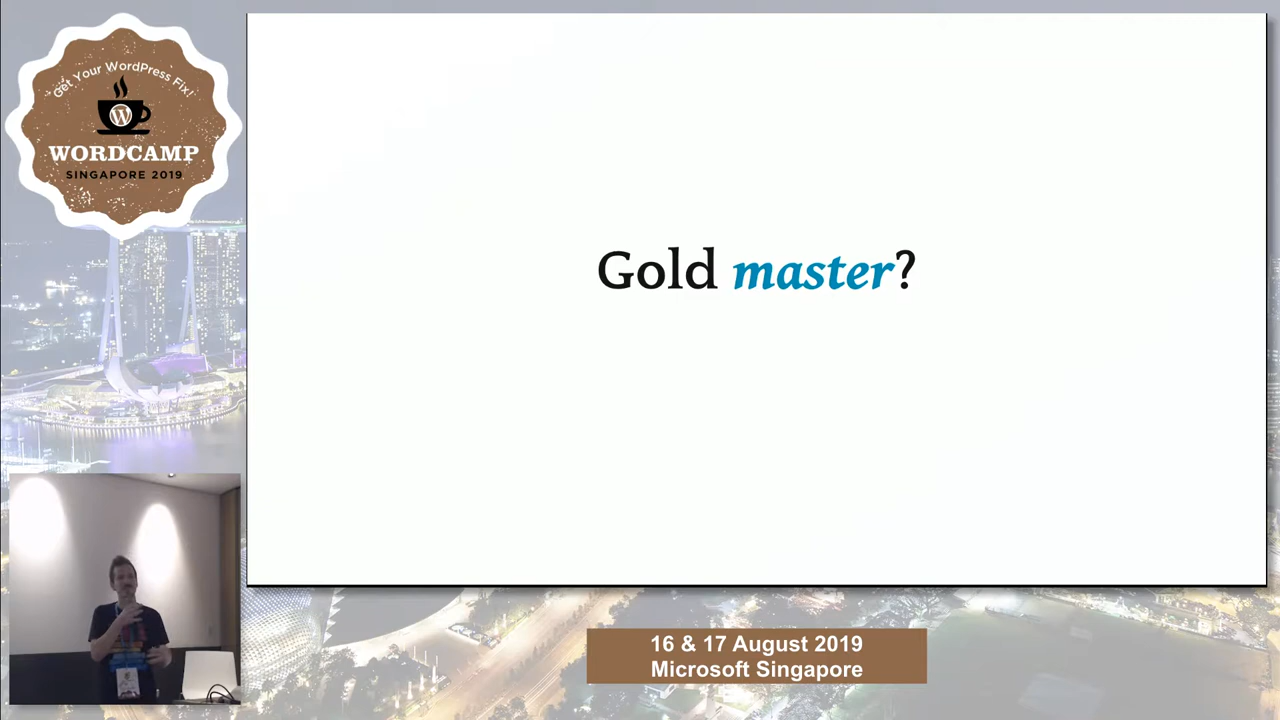 Get Your WordPress Fix!
WORDCAMP
SINGAPORE 2019
Gold master?
16 & 17 August 2019
Microsoft Singapore